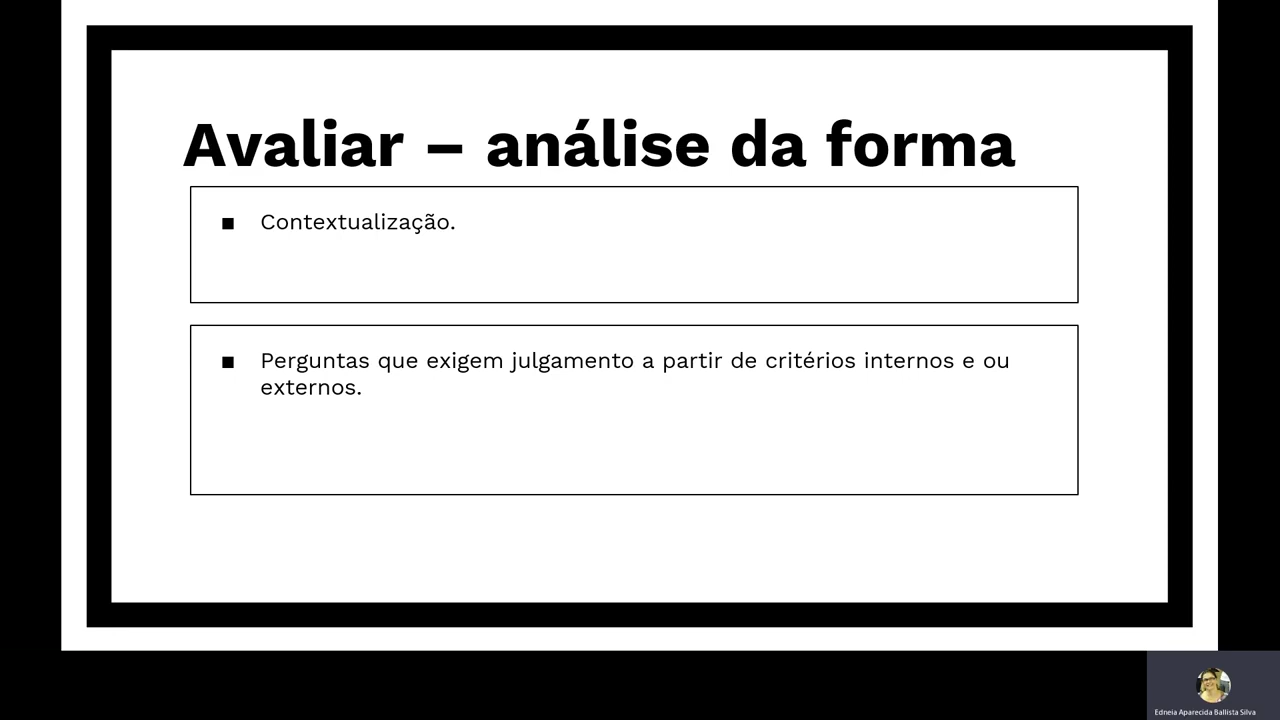 Avaliar – análise da forma
▪ Contextualização.
▪ Perguntas que exigem julgamento a partir de critérios internos e ou
externos.
Edneia Aparecida Ballista Silva